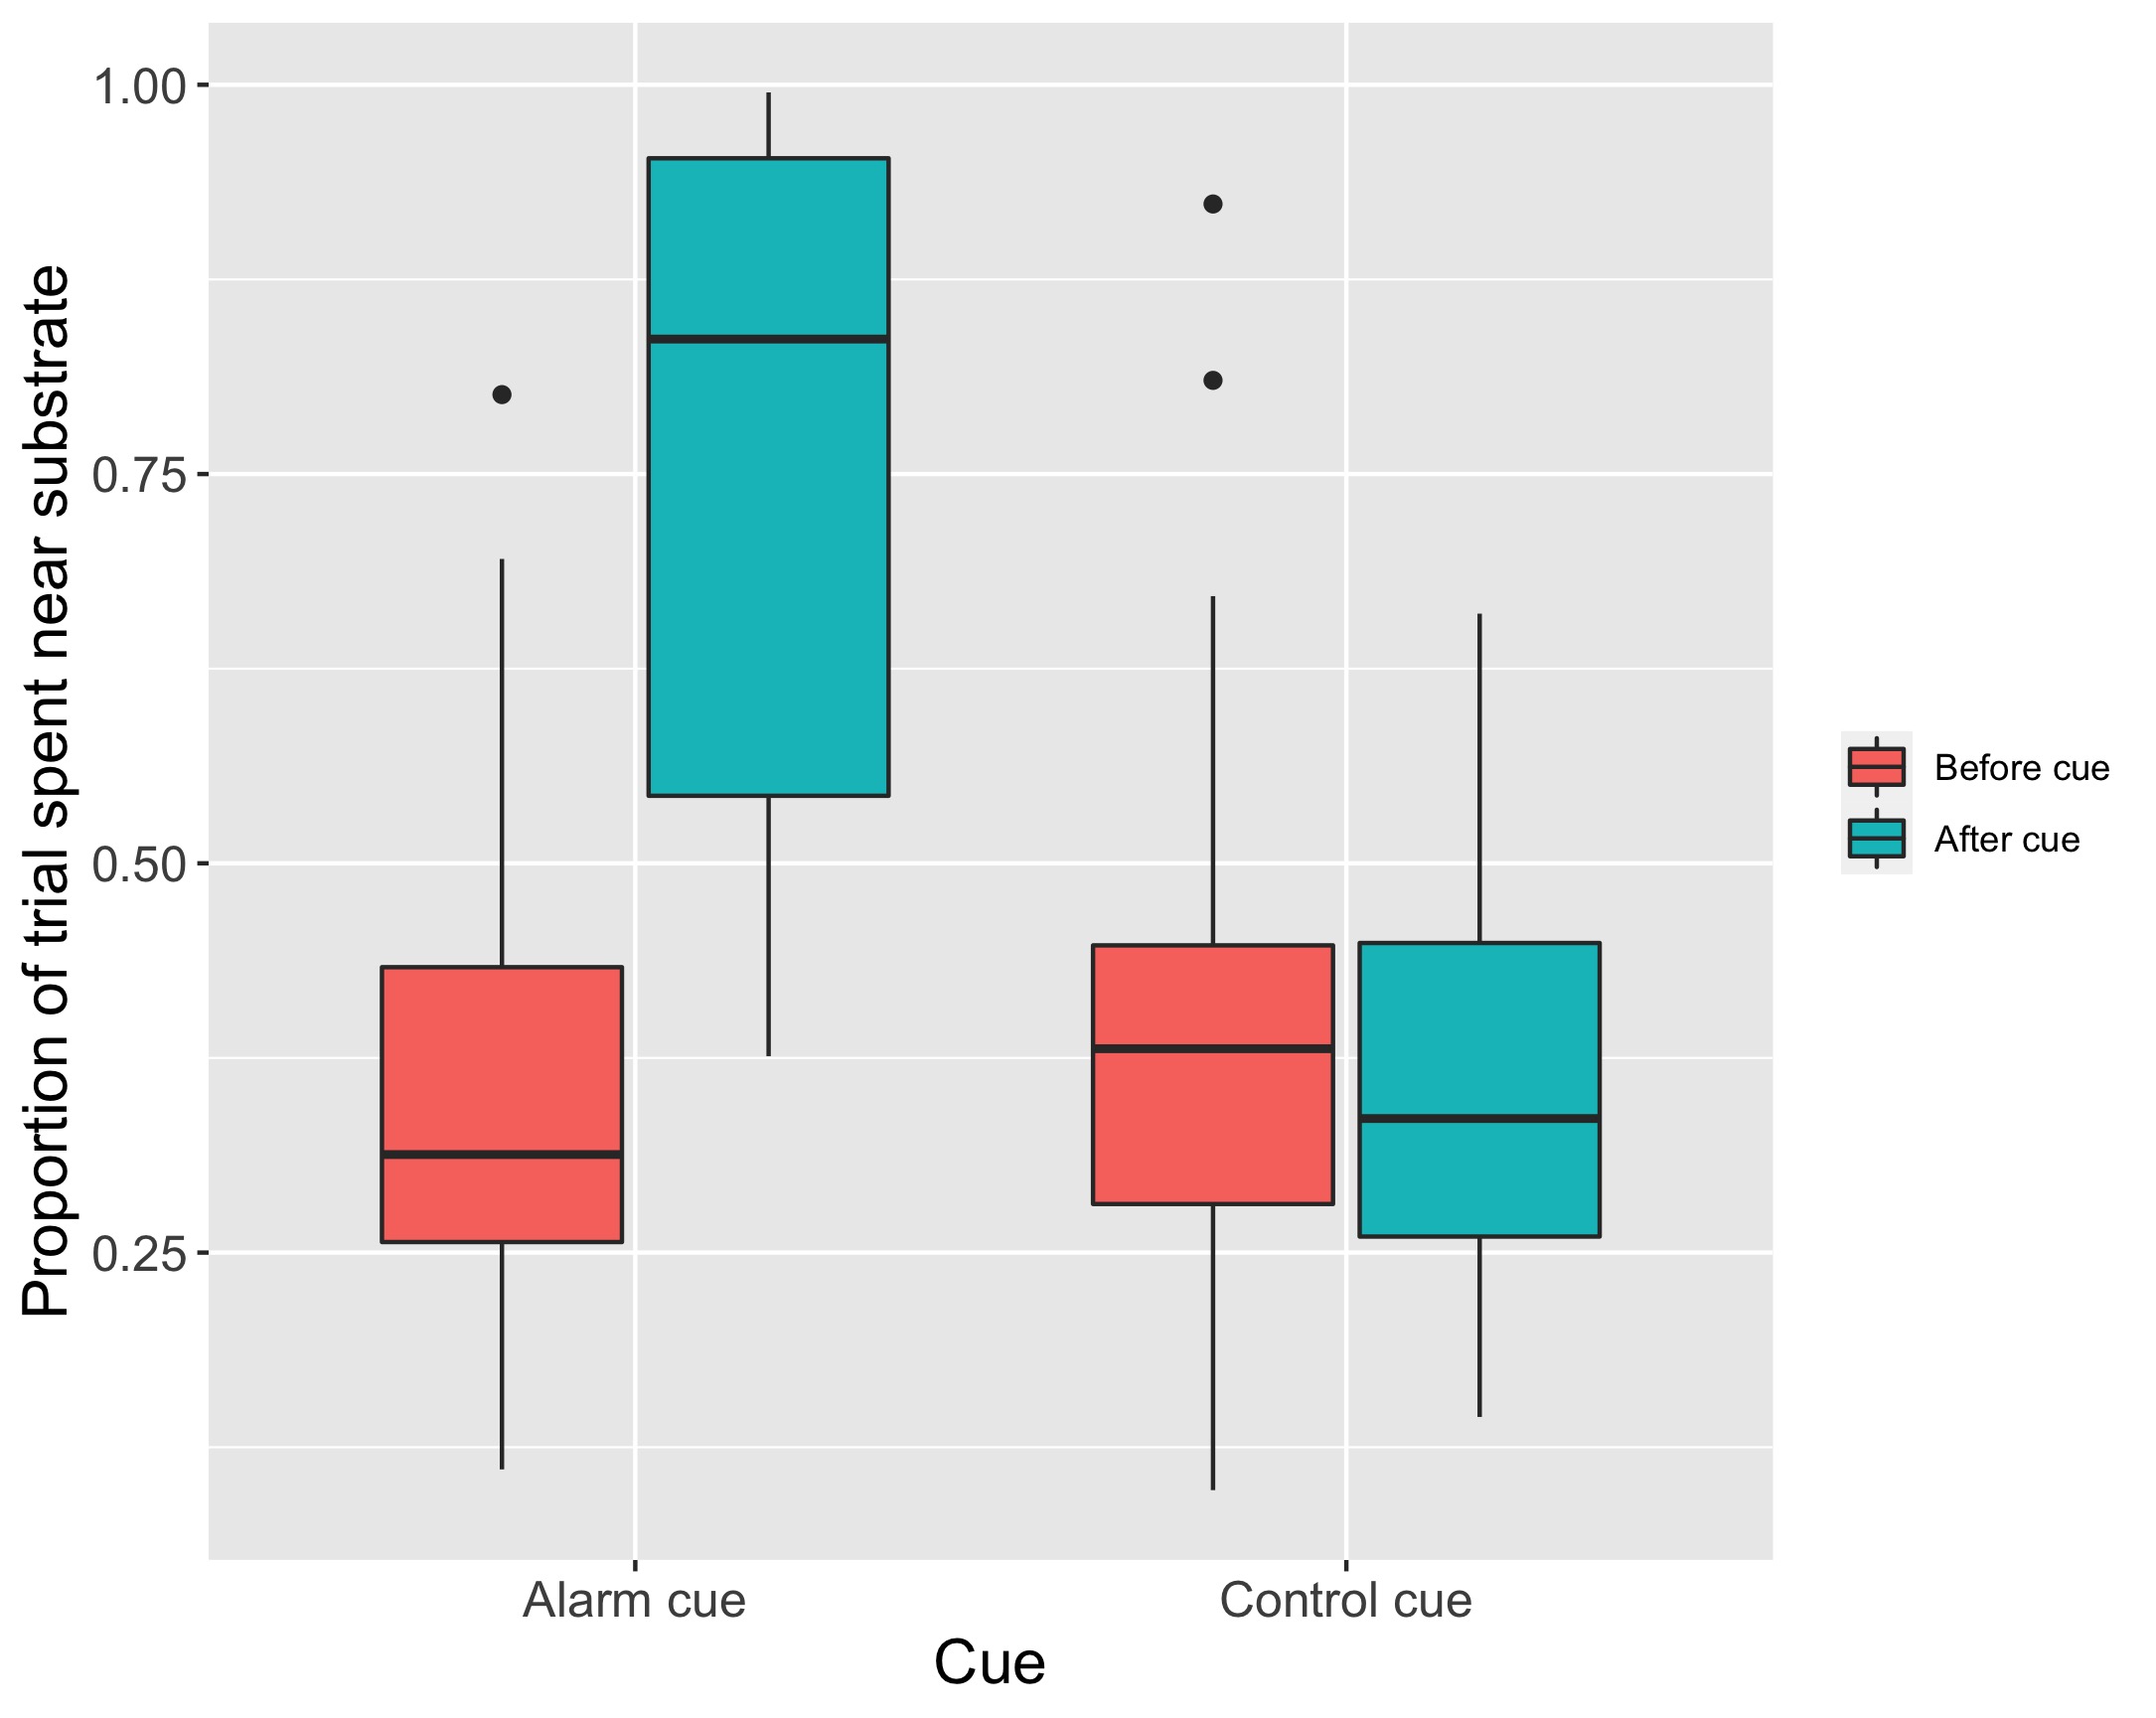 Proportion of trial spent near substrate
1.00
0.75
0.50
0.25
Alarm cue
Control cue
Cue
Before cue
After cue